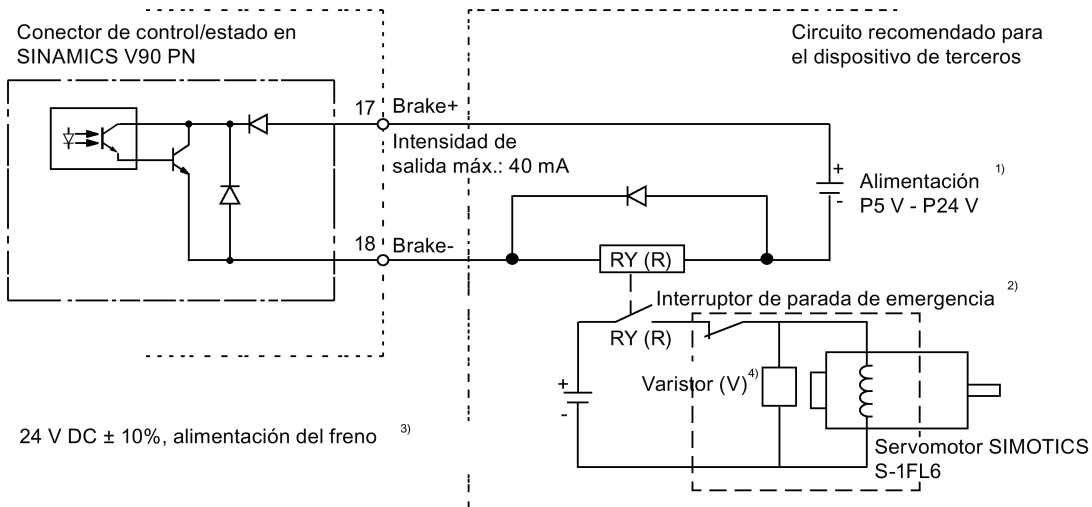 Conector de control/estado en
SINAMICS V90 PN
Circuito recomendado para
el dispositivo de terceros
17
Brake+
Intensidad de
salida máx.: 40 mA
+
-
Alimentación 1)
P5 V - P24 V
18
Brake-
RY (R)
Interruptor de parada de emergencia 2)
RY (R)
+
-
Varistor (V) 4)
24 V DC ± 10%, alimentación del freno 3)
Servomotor SIMOTICS
S-1FL6